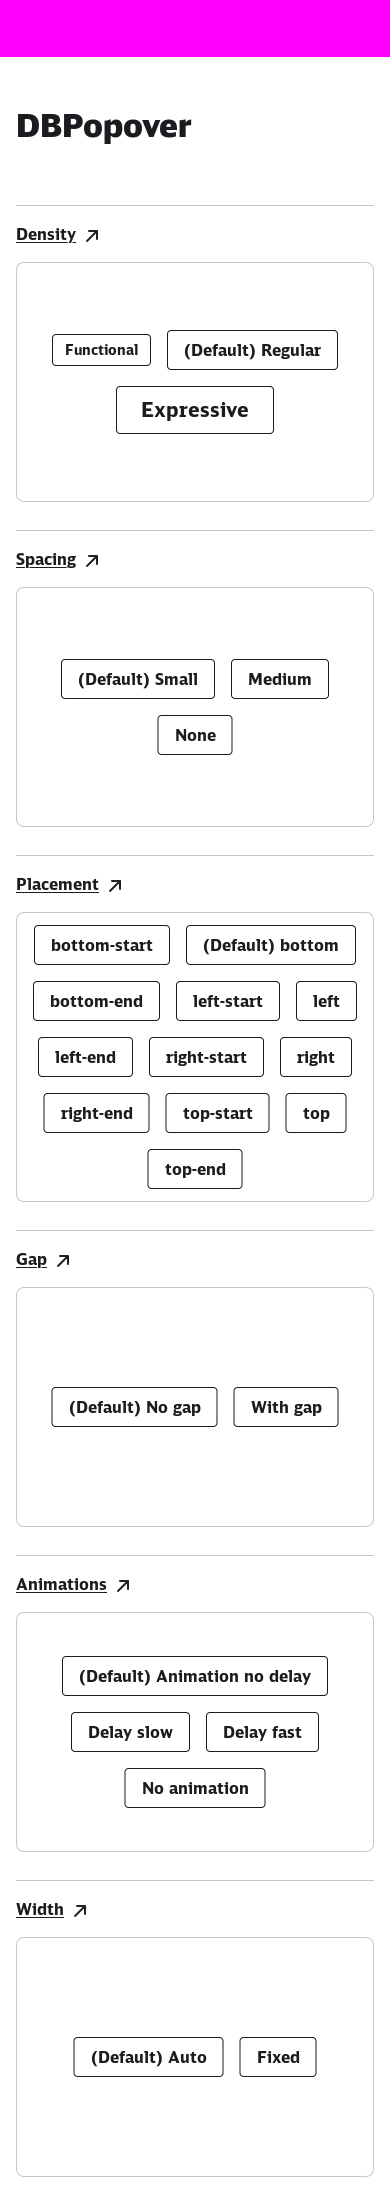 DBPopover
Density
Functional (Default) Regular
Expressive
Spacing
(Default) Small Medium
None
Placement
bottom-start (Default) bottom
bottom-end left-start left
left-end right-start right
right-end top-start top
top-end
Gap
(Default) No gap With gap
Animations
(Default) Animation no delay
Delay slow Delay fast
No animation
Width
(Default) Auto Fixed